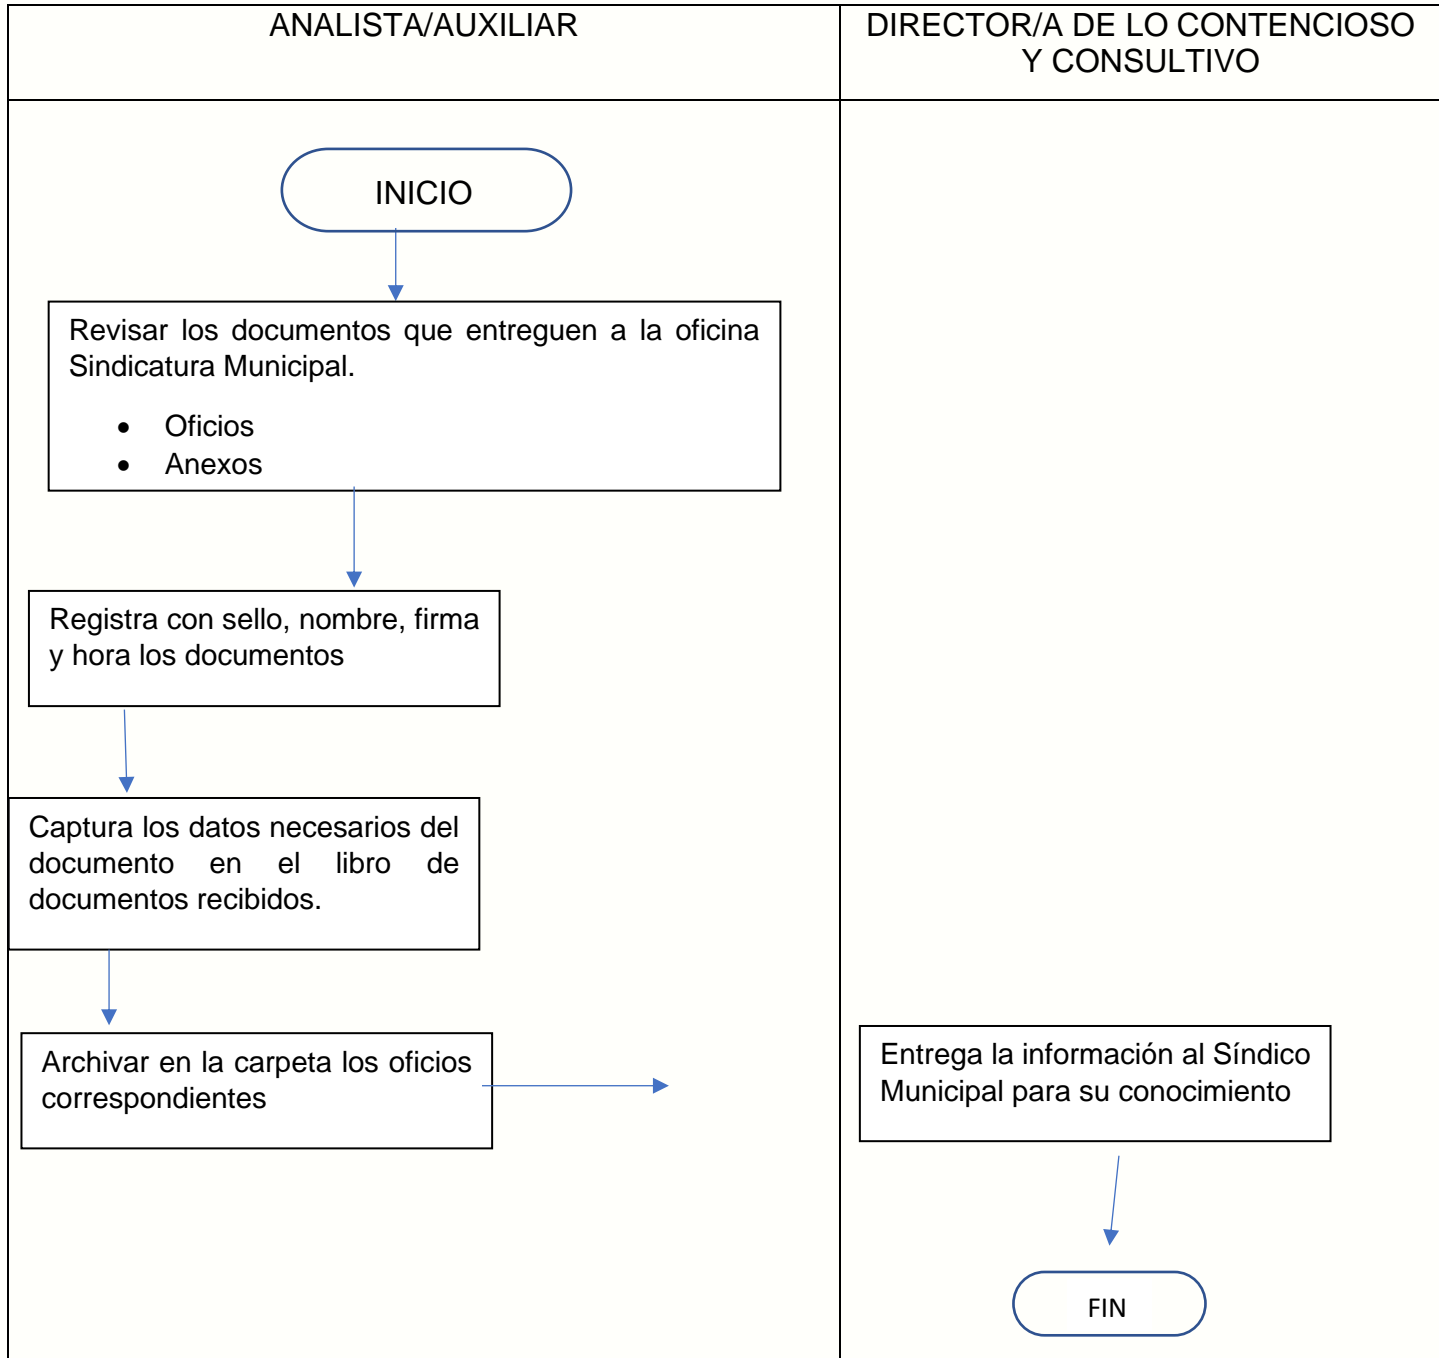 ANALISTA/AUXILIAR
DIRECTOR/A DE LO CONTENCIOSO
Y CONSULTIVO
INICIO
Revisar los documentos que entreguen a la oficina
Sindicatura Municipal.
• Oficios
• Anexos
Registra con sello, nombre, firma
y hora los documentos
Captura los datos necesarios del
documento en el libro de
documentos recibidos.
Archivar en la carpeta los oficios
correspondientes
Entrega la información al Síndico
Municipal para su conocimiento
FIN